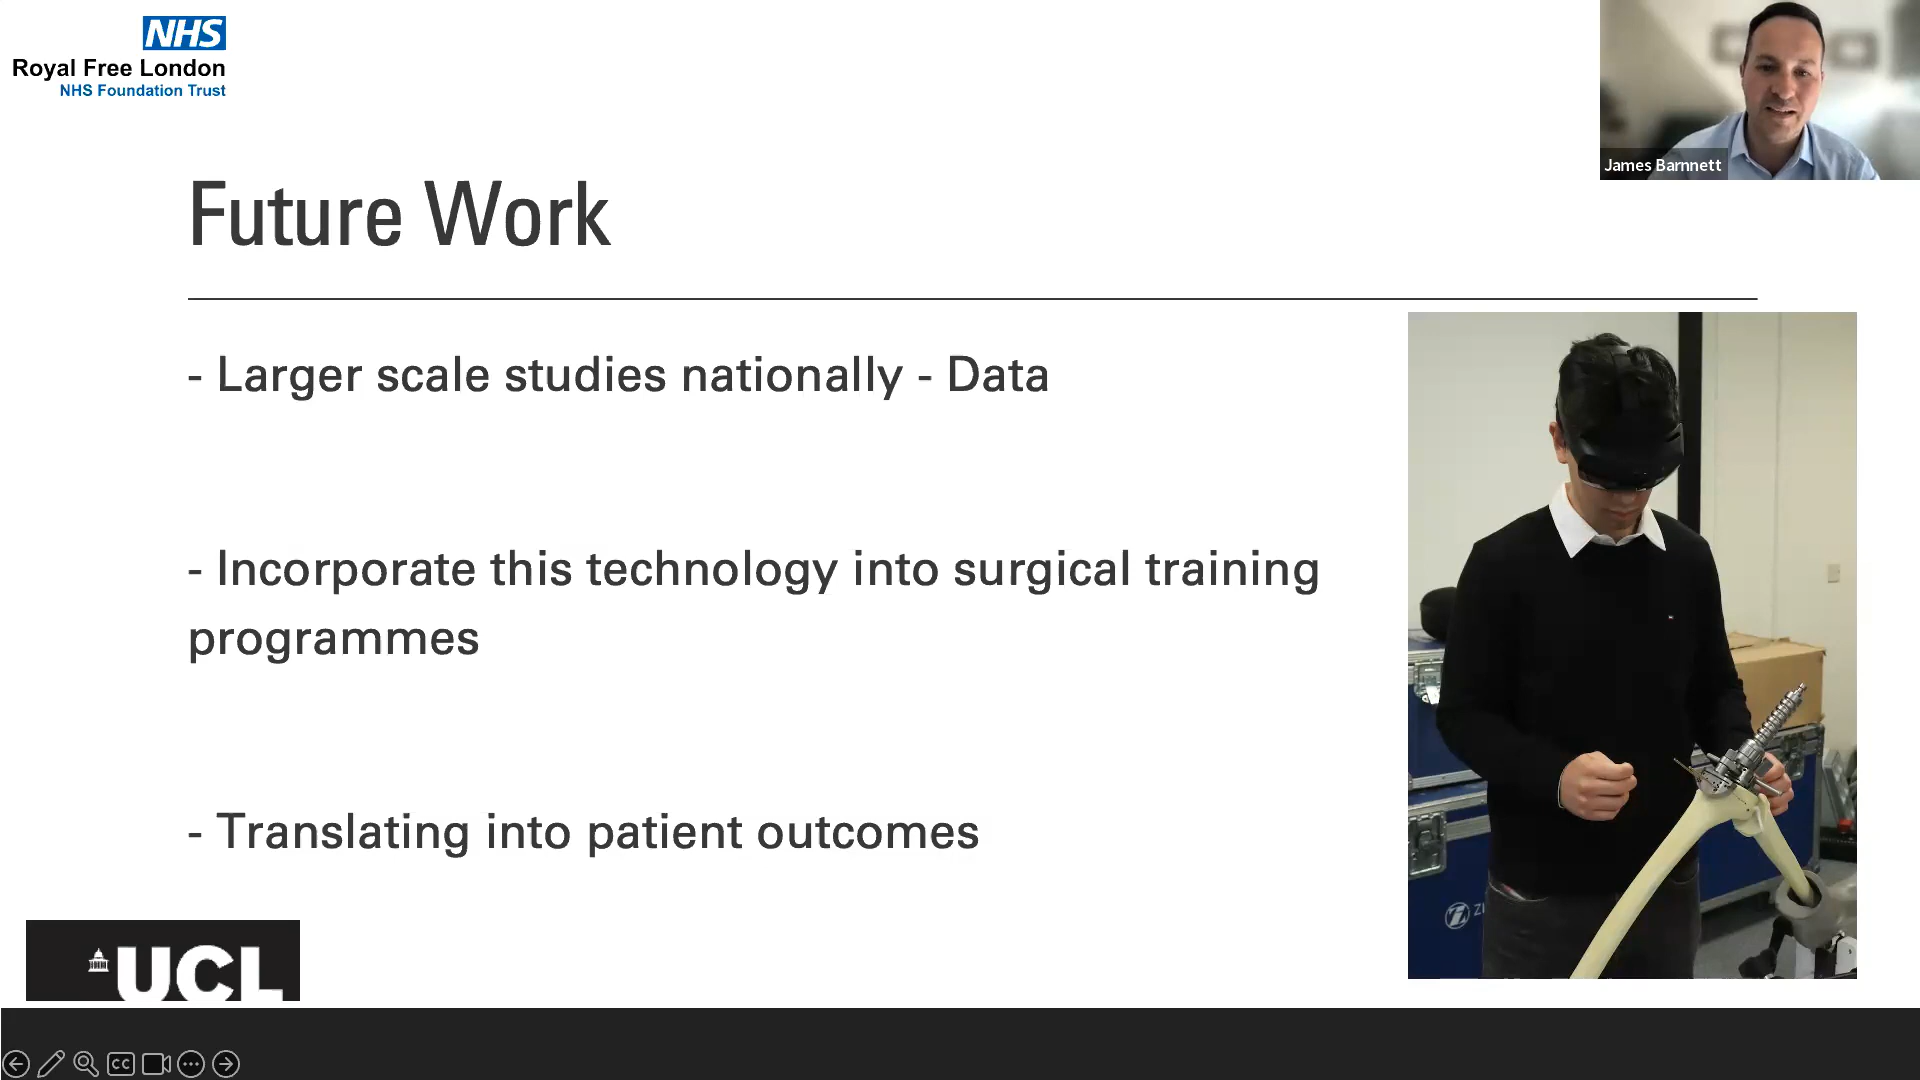 NHS
Royal Free London
NHS Foundation Trust
James Barnnett
Future Work
- Larger scale studies nationally - Data
- Incorporate this technology into surgical training
programmes
- Translating into patient outcomes
UCL
CC